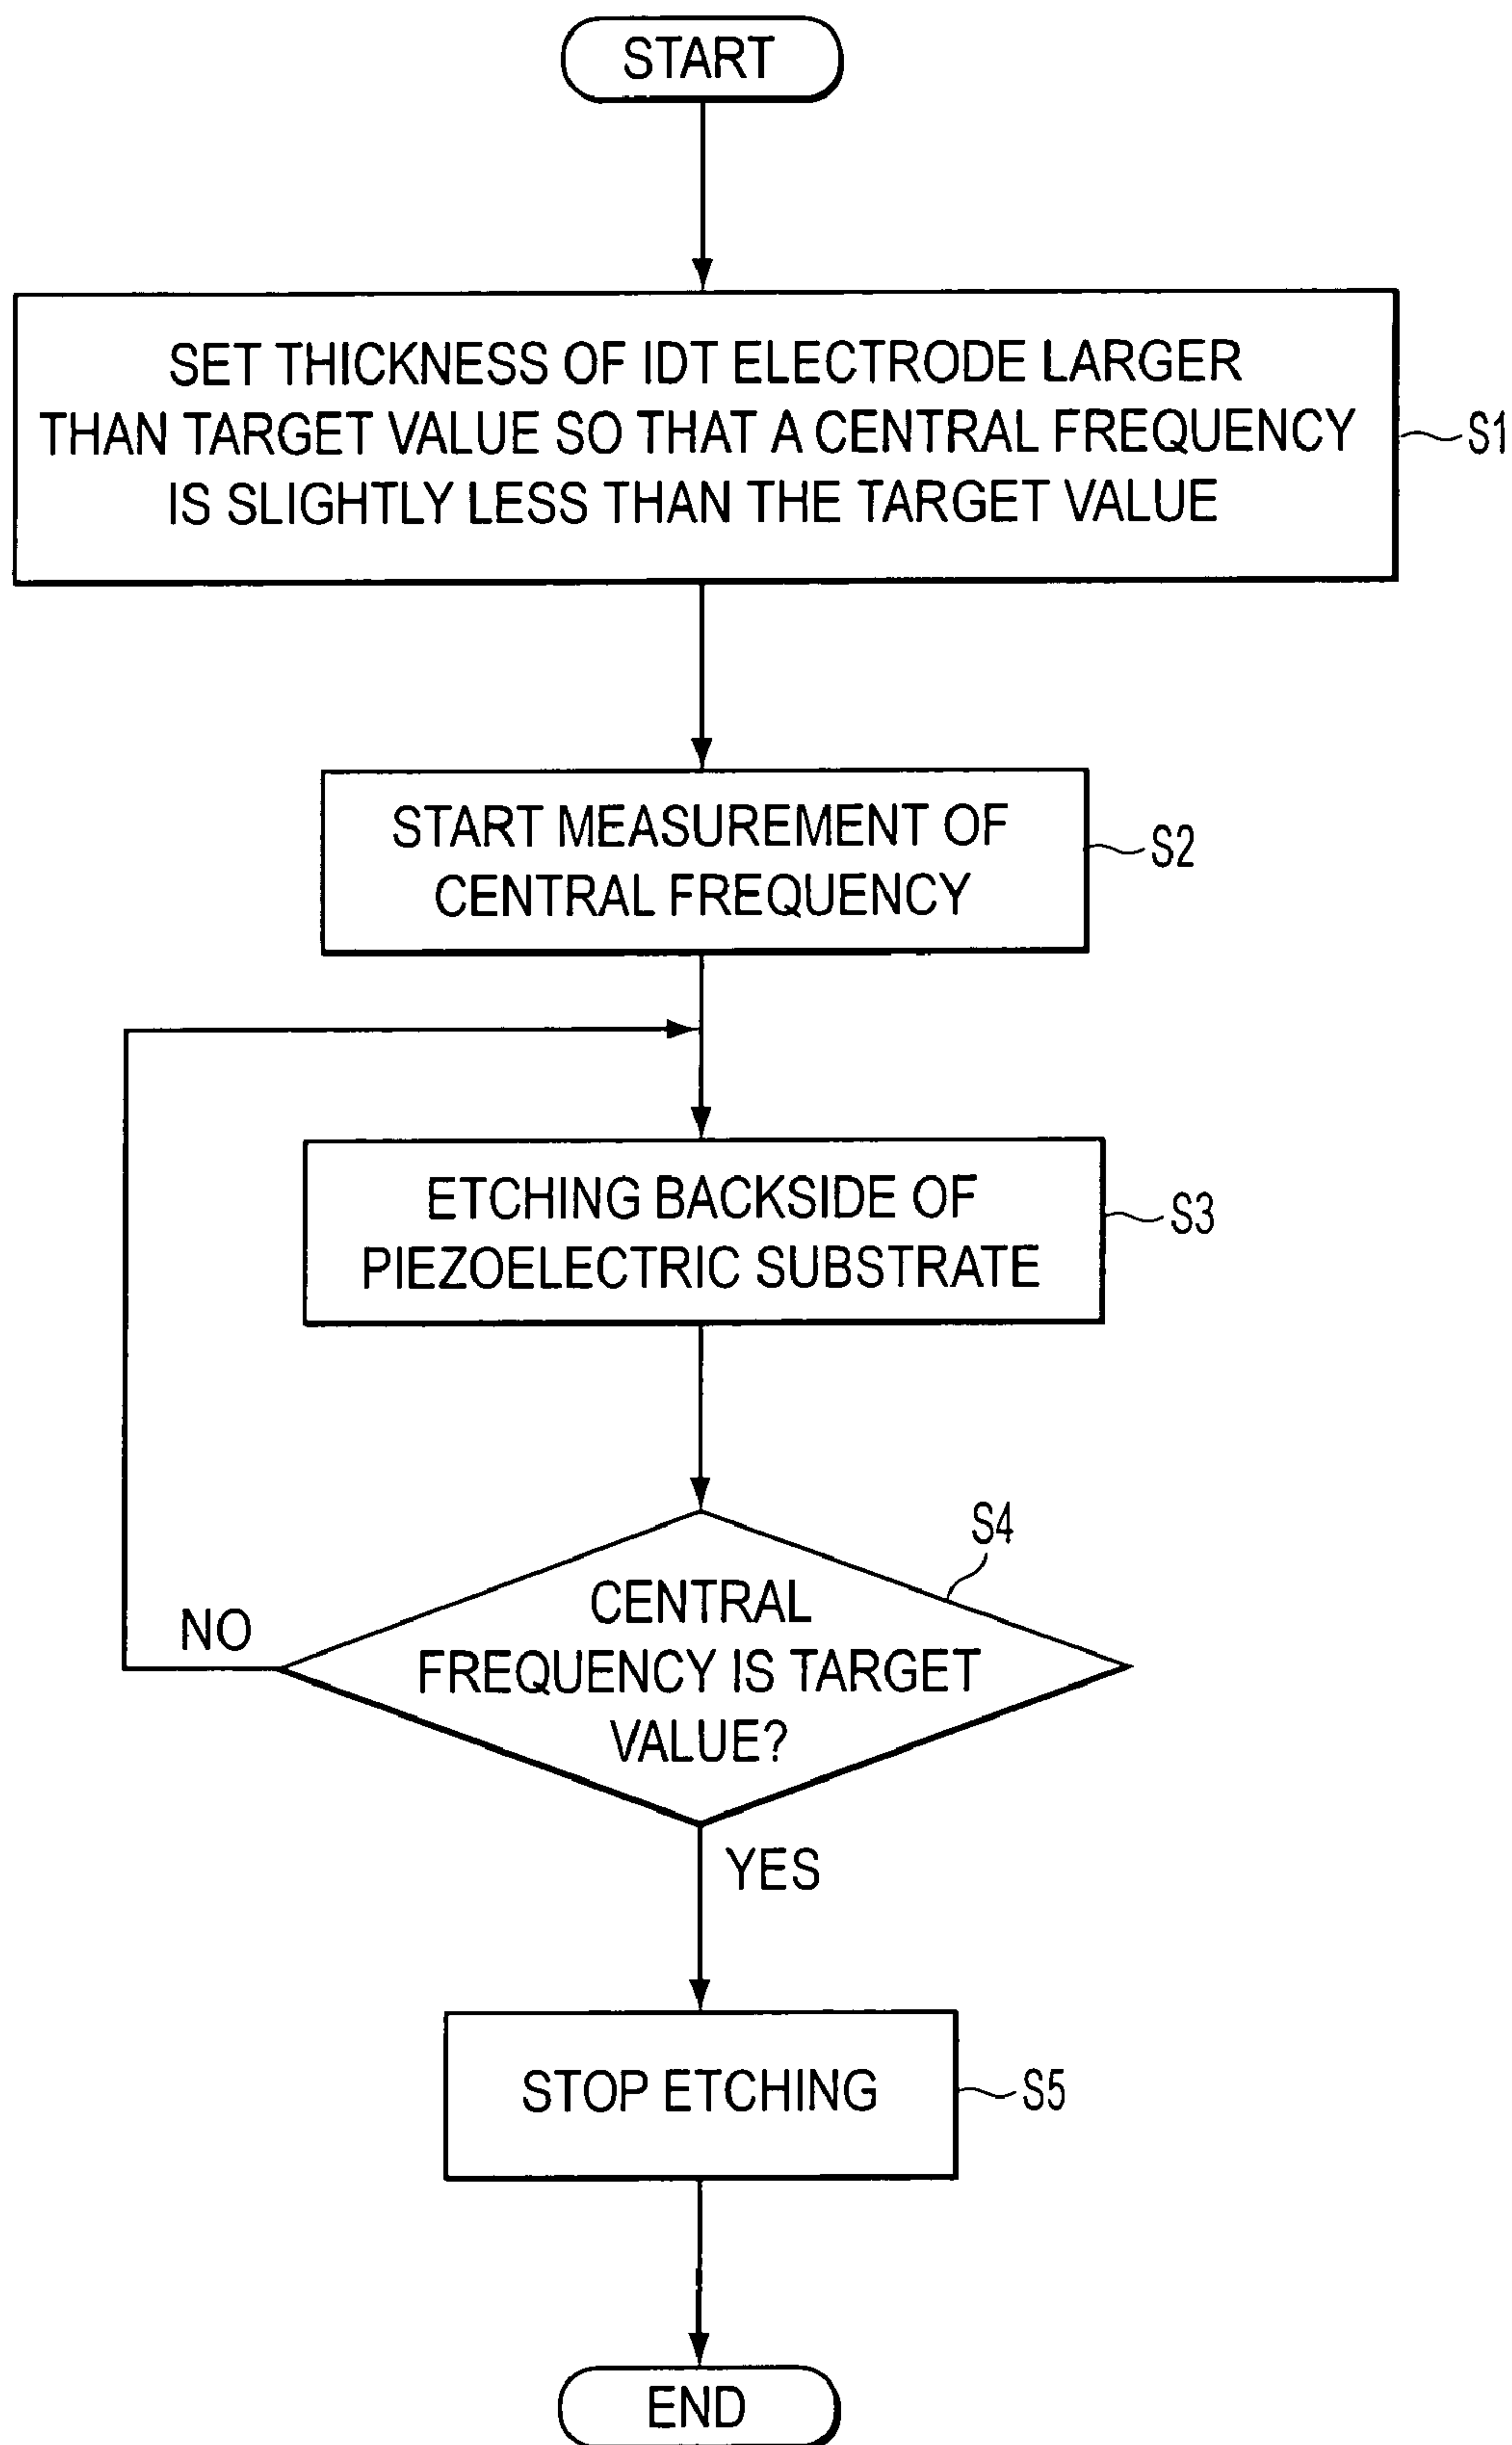 START
SET THICKNESS OF IDT ELECTRODE LARGER
THAN TARGET VALUE SO THAT A CENTRAL FREQUENCY
IS SLIGHTLY LESS THAN THE TARGET VALUE
S1
START MEASUREMENT OF
CENTRAL FREQUENCY
S2
ETCHING BACKSIDE OF
PIEZOELECTRIC SUBSTRATE
S3
S4
CENTRAL
FREQUENCY IS TARGET
VALUE?
NO
YES
STOP ETCHING
S5
END